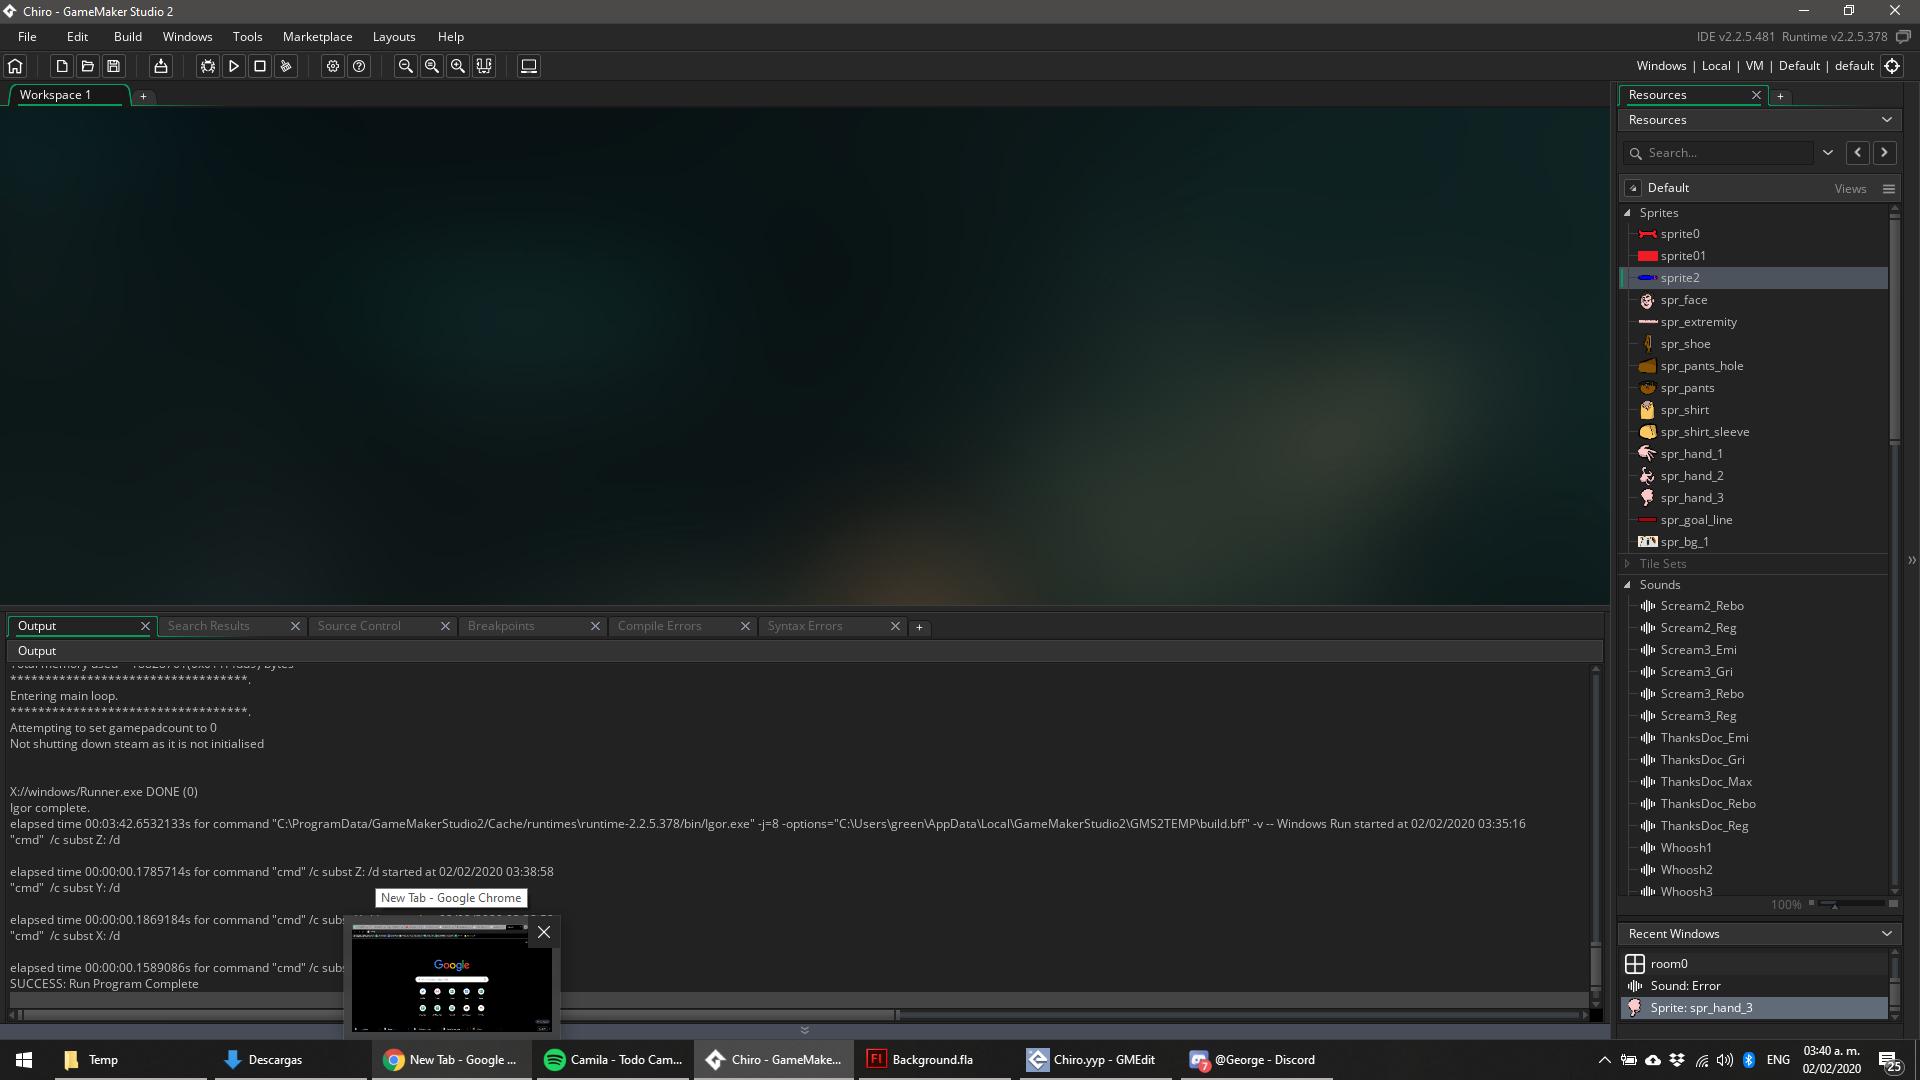 Chiro - GameMaker Studio 2
File Edit Build Windows Tools Marketplace Layouts Help
IDE v2.2.5.481 Runtime v2.2.5.378
Windows | Local | VM | Default | default
Workspace 1 +
Resources +
Resources
Search...
Default Views
Sprites
sprite0
sprite01
sprite2
spr_face
spr_extremity
spr_shoe
spr_pants_hole
spr_pants
spr_shirt
spr_shirt_sleeve
spr_hand_1
spr_hand_2
spr_hand_3
spr_goal_line
spr_bg_1
Tile Sets
Sounds
Scream2_Rebo
Scream2_Reg
Scream3_Emi
Scream3_Gri
Scream3_Rebo
Scream3_Reg
ThanksDoc_Emi
ThanksDoc_Gri
ThanksDoc_Max
ThanksDoc_Rebo
ThanksDoc_Reg
Whoosh1
Whoosh2
Whoosh3
100%
Recent Windows
room0
Sound: Error
Sprite: spr_hand_3
Output Search Results Source Control Breakpoints Compile Errors Syntax Errors +
Output
*********************************.
Entering main loop.
*********************************.
Attempting to set gamepadcount to 0
Not shutting down steam as it is not initialised
X://windows/Runner.exe DONE (0)
Igor complete.
elapsed time 00:03:42.6532133s for command "C:\ProgramData/GameMakerStudio2/Cache/runtimes\runtime-2.2.5.378/bin/Igor.exe" -j=8 -options="C:\Users\green\AppData\Local\GameMakerStudio2\GMS2TEMP\build.bff" -v -- Windows Run started at 02/02/2020 03:35:16
"cmd" /c subst Z: /d
elapsed time 00:00:00.1785714s for command "cmd" /c subst Z: /d started at 02/02/2020 03:38:58
"cmd" /c subst Y: /d
New Tab - Google Chrome
elapsed time 00:00:00.1869184s for command "cmd" /c subs
"cmd" /c subst X: /d
Google
elapsed time 00:00:00.1589086s for command "cmd" /c subs
SUCCESS: Run Program Complete
Temp
Descargas
New Tab - Google ...
Camila - Todo Cam...
Chiro - GameMake...
Fl Background.fla
Chiro.yyp - GMEdit
7 @George - Discord
ENG
03:40 a. m.
02/02/2020
25